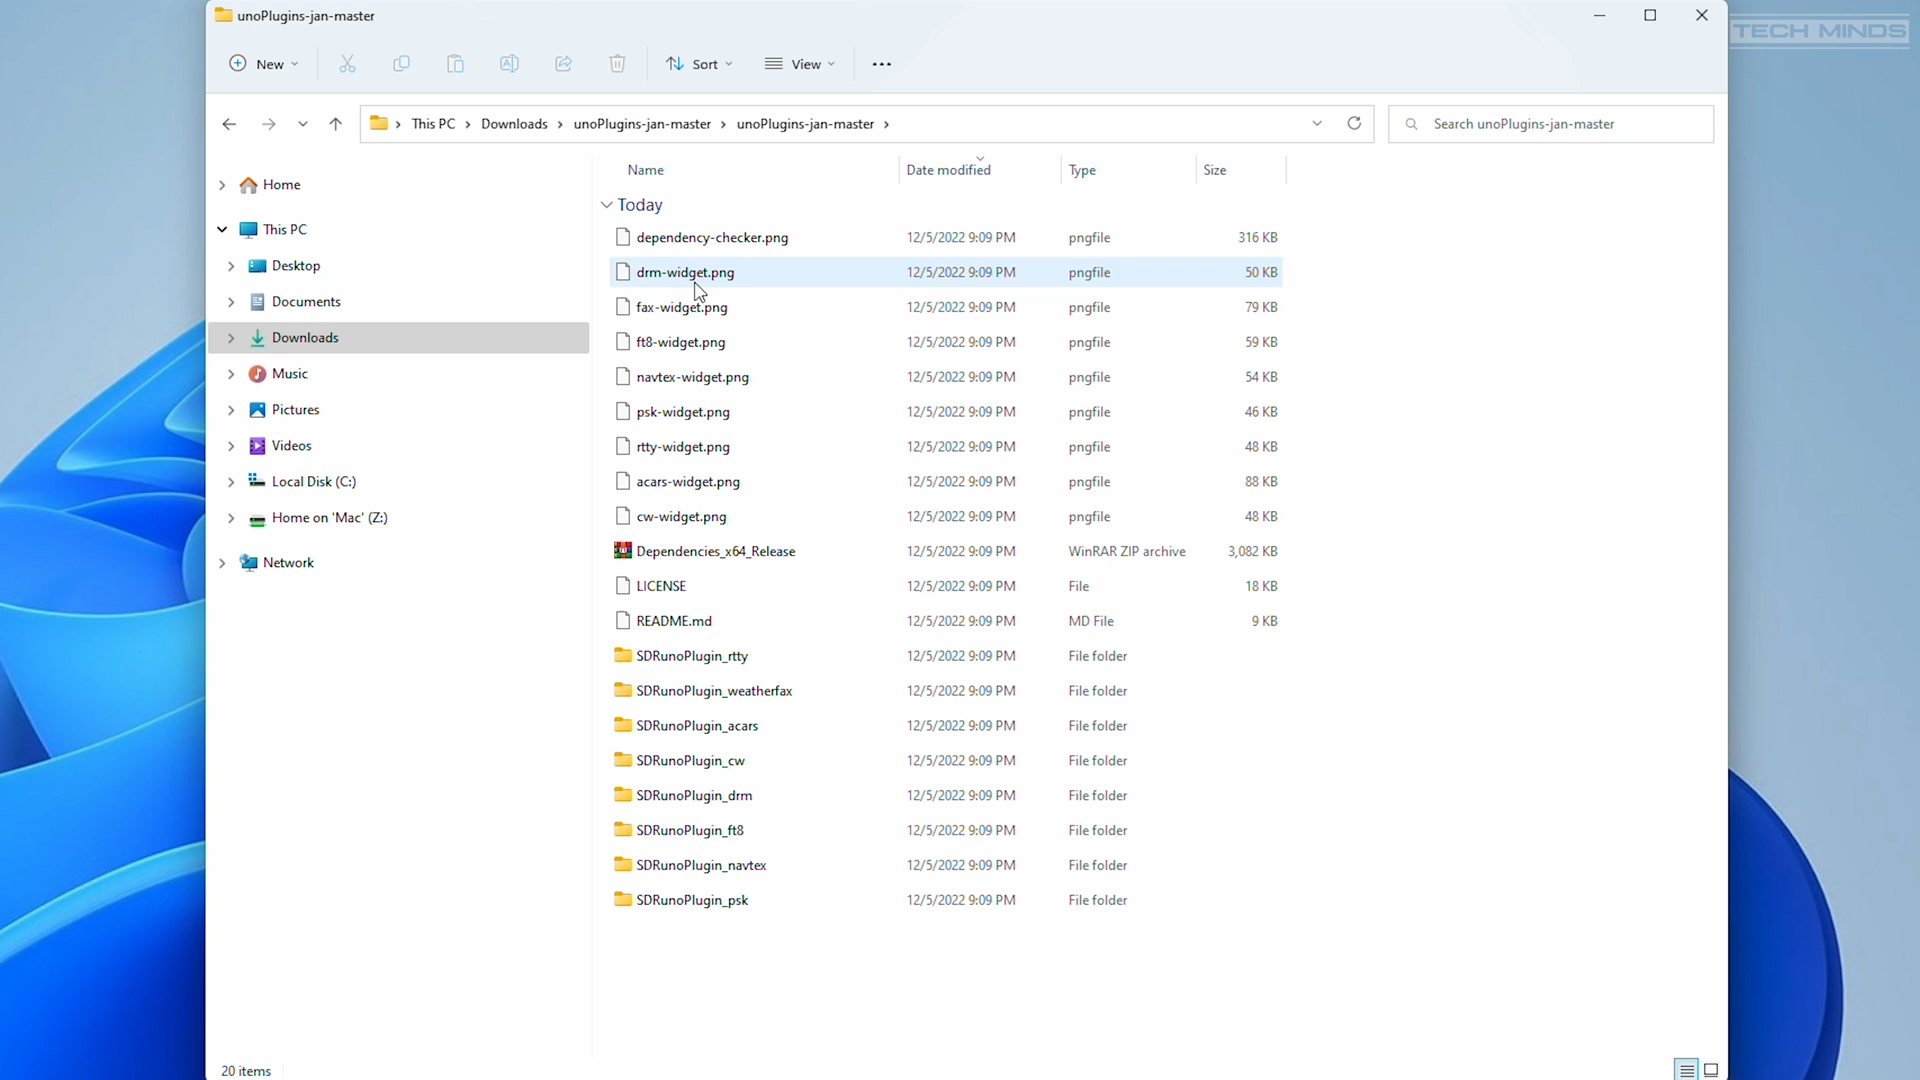 unoPlugins-jan-master
TECH MINDS
New
Sort
View
This PC
Downloads
unoPlugins-jan-master
unoPlugins-jan-master
Search unoPlugins-jan-master
Home
This PC
Desktop
Documents
Downloads
Music
Pictures
Videos
Local Disk (C:)
Home on 'Mac' (Z:)
Network
Name Date modified Type Size
Today
dependency-checker.png 12/5/2022 9:09 PM pngfile 316 KB
drm-widget.png 12/5/2022 9:09 PM pngfile 50 KB
fax-widget.png 12/5/2022 9:09 PM pngfile 79 KB
ft8-widget.png 12/5/2022 9:09 PM pngfile 59 KB
navtex-widget.png 12/5/2022 9:09 PM pngfile 54 KB
psk-widget.png 12/5/2022 9:09 PM pngfile 46 KB
rtty-widget.png 12/5/2022 9:09 PM pngfile 48 KB
acars-widget.png 12/5/2022 9:09 PM pngfile 88 KB
cw-widget.png 12/5/2022 9:09 PM pngfile 48 KB
Dependencies_x64_Release 12/5/2022 9:09 PM WinRAR ZIP archive 3,082 KB
LICENSE 12/5/2022 9:09 PM File 18 KB
README.md 12/5/2022 9:09 PM MD File 9 KB
SDRunoPlugin_rtty 12/5/2022 9:09 PM File folder
SDRunoPlugin_weatherfax 12/5/2022 9:09 PM File folder
SDRunoPlugin_acars 12/5/2022 9:09 PM File folder
SDRunoPlugin_cw 12/5/2022 9:09 PM File folder
SDRunoPlugin_drm 12/5/2022 9:09 PM File folder
SDRunoPlugin_ft8 12/5/2022 9:09 PM File folder
SDRunoPlugin_navtex 12/5/2022 9:09 PM File folder
SDRunoPlugin_psk 12/5/2022 9:09 PM File folder
20 items